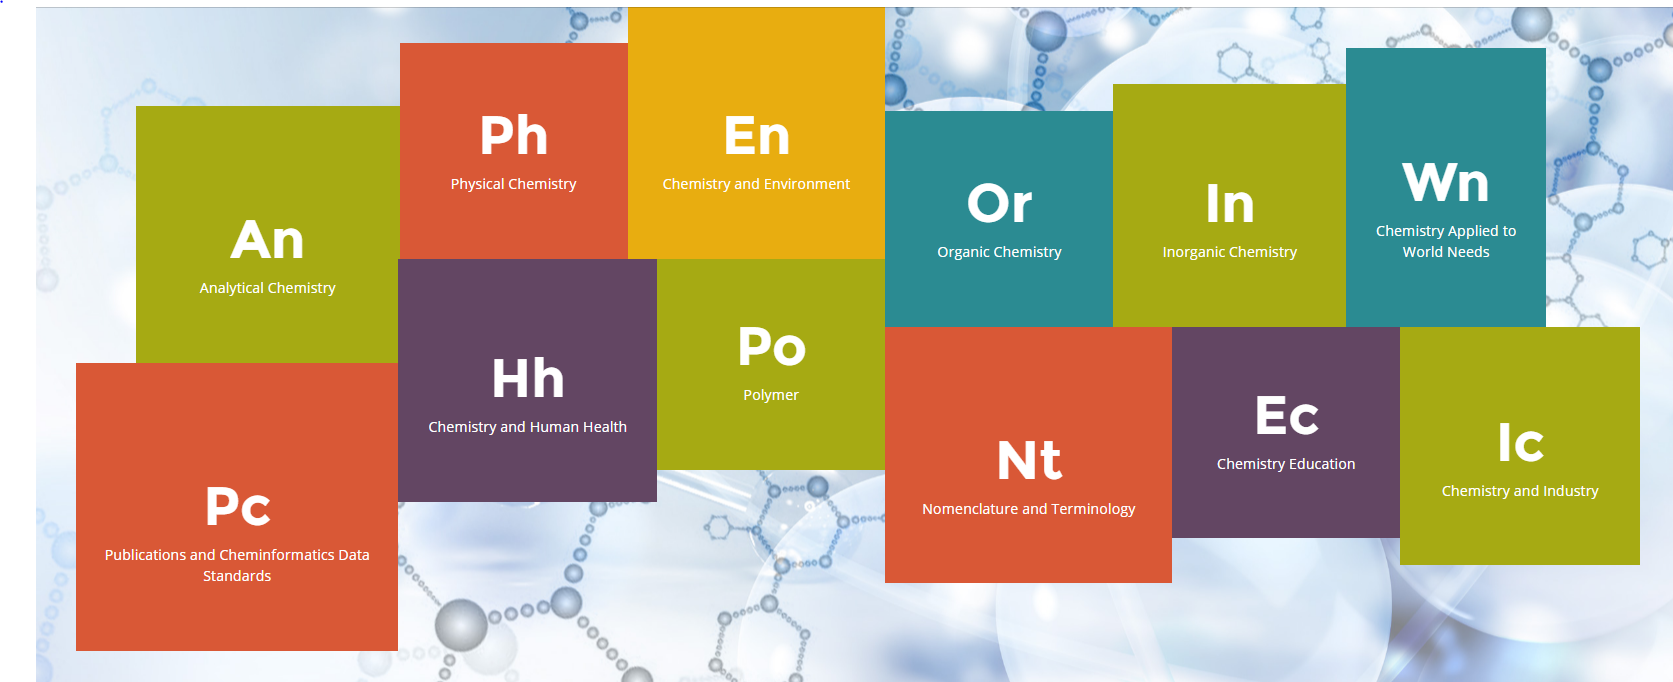 An
Analytical Chemistry
Ph
Physical Chemistry
En
Chemistry and Environment
Or
Organic Chemistry
In
Inorganic Chemistry
Wn
Chemistry Applied to
World Needs
Pc
Publications and Cheminformatics Data
Standards
Hh
Chemistry and Human Health
Po
Polymer
Nt
Nomenclature and Terminology
Ec
Chemistry Education
Ic
Chemistry and Industry